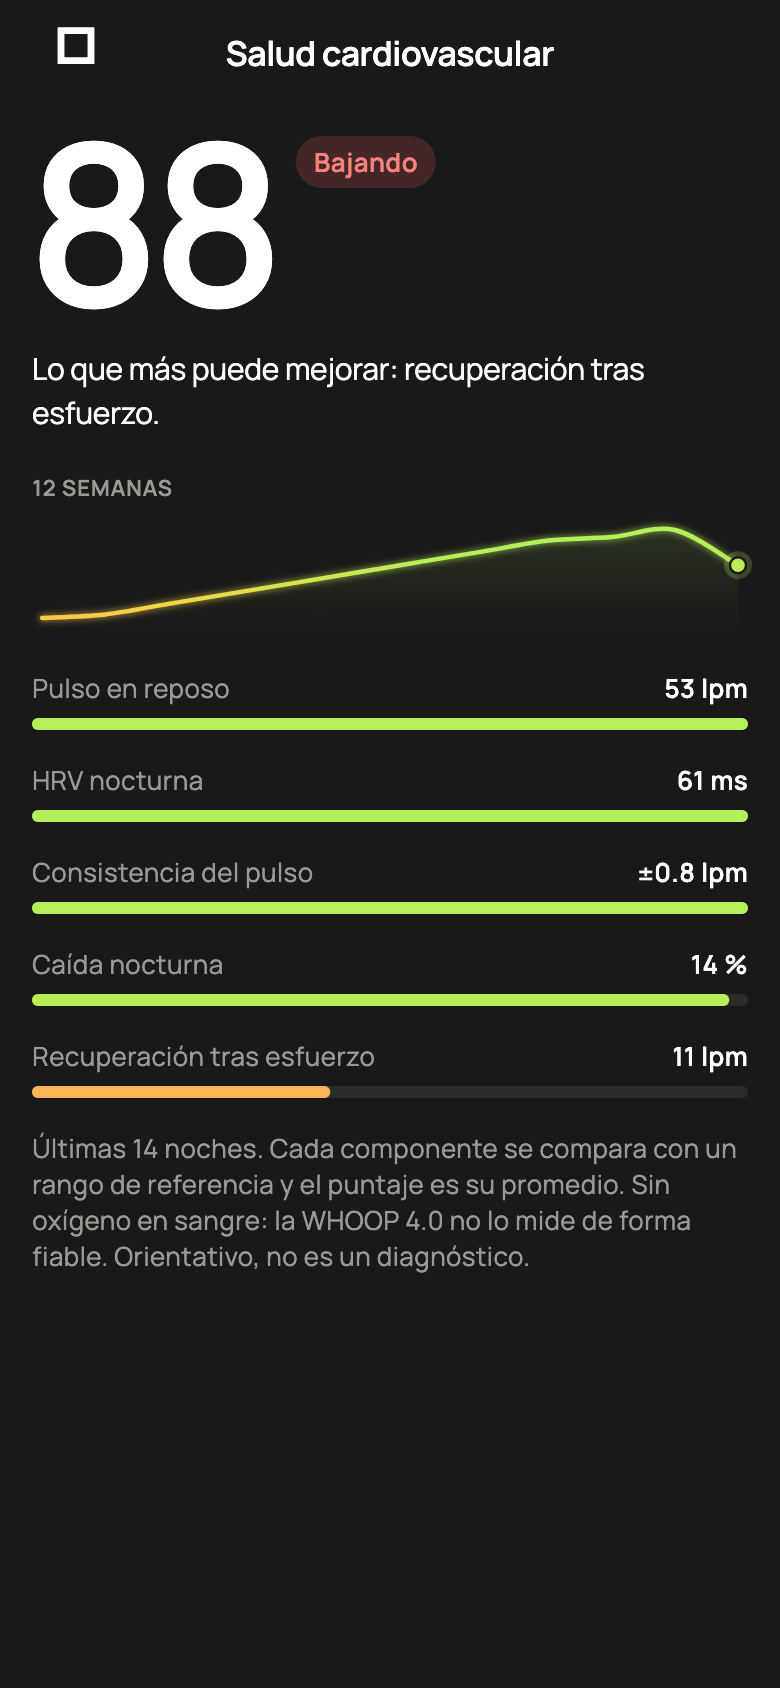 Salud cardiovascular
88
Bajando
Lo que más puede mejorar: recuperación tras
esfuerzo.
12 SEMANAS
Pulso en reposo
53 lpm
HRV nocturna
61 ms
Consistencia del pulso
±0.8 lpm
Caída nocturna
14 %
Recuperación tras esfuerzo
11 lpm
Últimas 14 noches. Cada componente se compara con un
rango de referencia y el puntaje es su promedio. Sin
oxígeno en sangre: la WHOOP 4.0 no lo mide de forma
fiable. Orientativo, no es un diagnóstico.